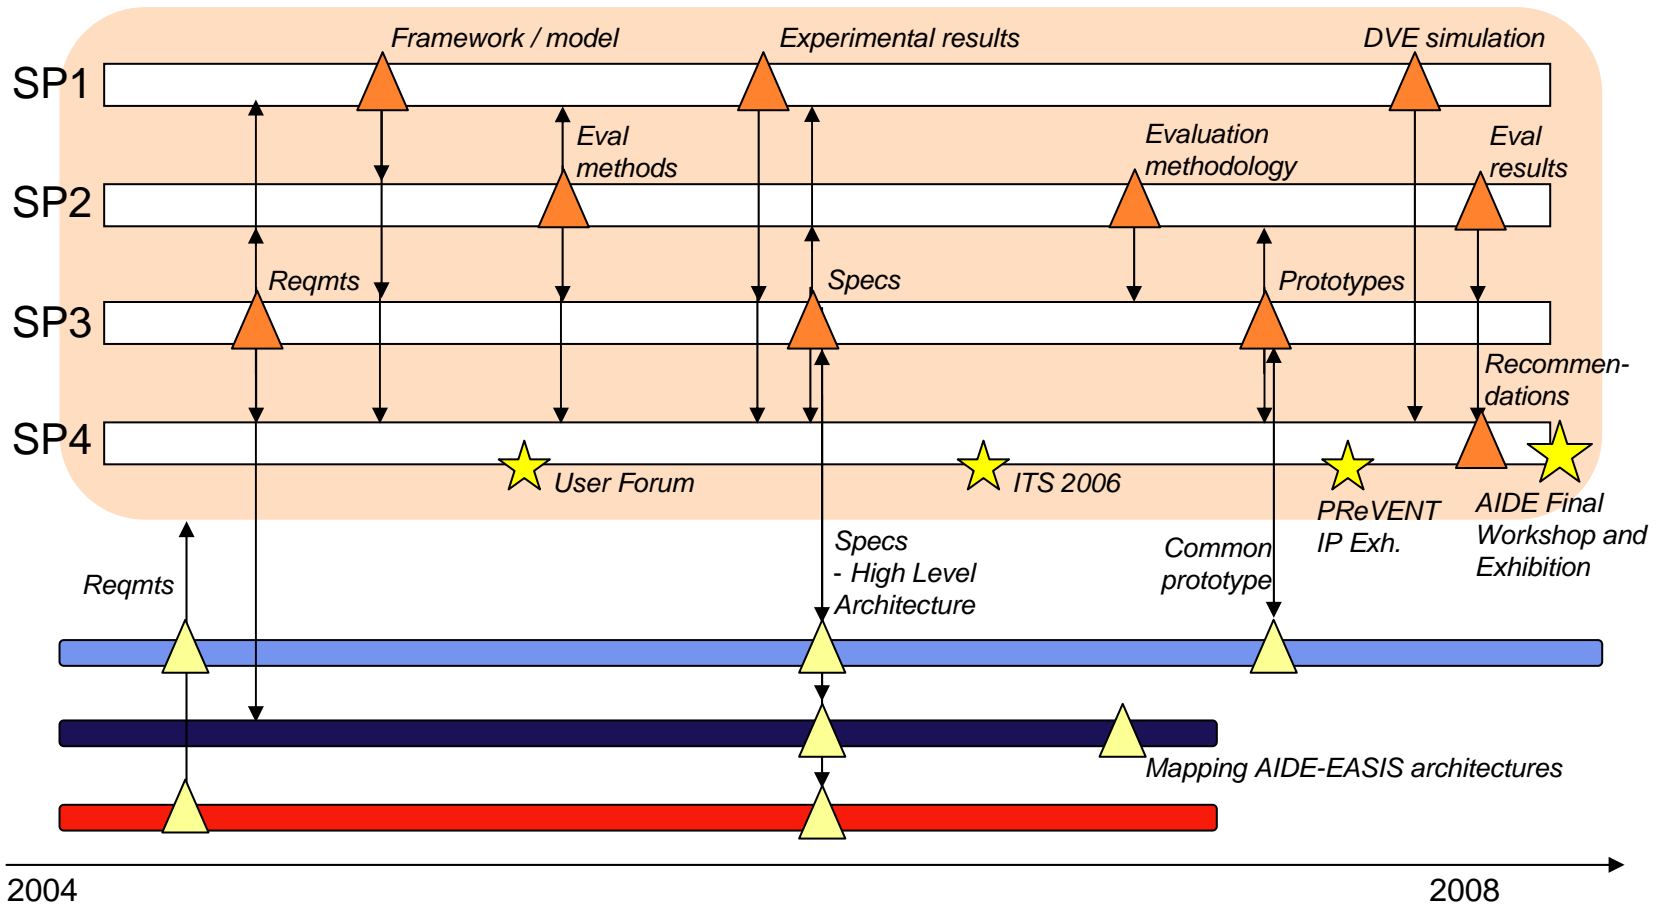 Framework / model
Experimental results
DVE simulation
SP1
Eval
methods
Evaluation
methodology
Eval
results
SP2
Reqmts
Specs
Prototypes
SP3
Recommen-
dations
SP4
User Forum
ITS 2006
PReVENT
IP Exh.
AIDE Final
Workshop and
Exhibition
Reqmts
Specs
- High Level
Architecture
Common
prototype
Mapping AIDE-EASIS architectures
2004
2008